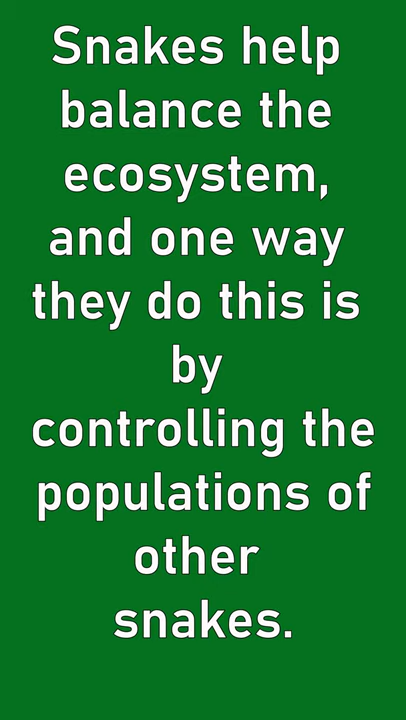 Snakes help
balance the
ecosystem,
and one way
they do this is
by
controlling the
populations of
other
snakes.